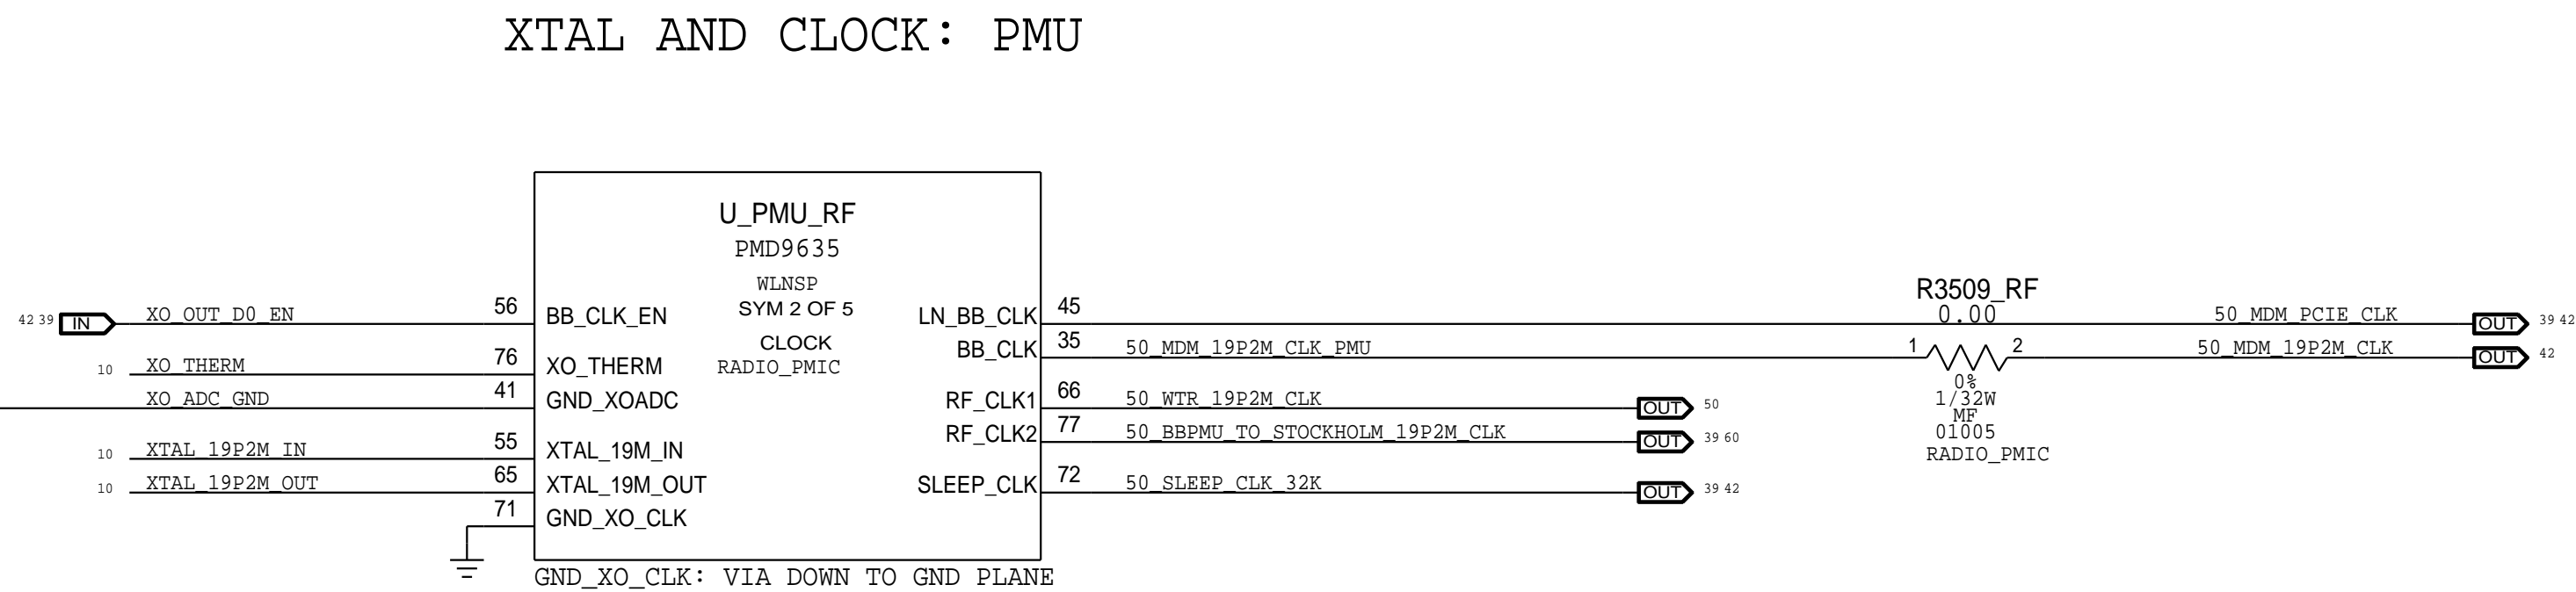 XTAL AND CLOCK: PMU
U_PMU_RF
PMD9635
WLNSP
SYM 2 OF 5
CLOCK
RADIO_PMIC
42 39 IN XO_OUT_D0_EN 56 BB_CLK_EN
10 XO_THERM 76 XO_THERM
XO_ADC_GND 41 GND_XOADC
10 XTAL_19P2M_IN 55 XTAL_19M_IN
10 XTAL_19P2M_OUT 65 XTAL_19M_OUT
71 GND_XO_CLK
LN_BB_CLK 45 50_MDM_PCIE_CLK OUT 39 42
BB_CLK 35 50_MDM_19P2M_CLK_PMU 1 2 50_MDM_19P2M_CLK OUT 42
RF_CLK1 66 50_WTR_19P2M_CLK OUT 50
RF_CLK2 77 50_BBPMU_TO_STOCKHOLM_19P2M_CLK OUT 39 60
SLEEP_CLK 72 50_SLEEP_CLK_32K OUT 39 42
R3509_RF
0.00
0%
1/32W
MF
01005
RADIO_PMIC
GND_XO_CLK: VIA DOWN TO GND PLANE